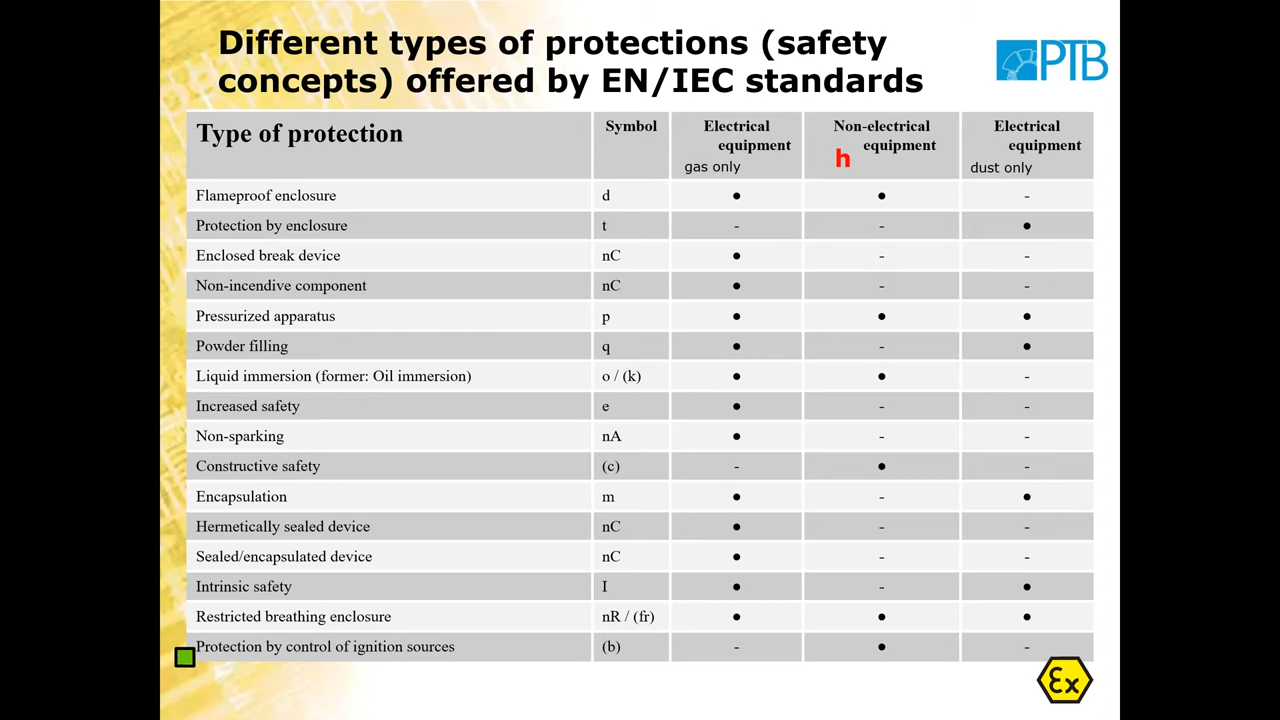 Different types of protections (safety
concepts) offered by EN/IEC standards
PTB
Type of protection Symbol Electrical equipment gas only Non-electrical equipment h Electrical equipment dust only
Flameproof enclosure d ● ● -
Protection by enclosure t - - ●
Enclosed break device nC ● - -
Non-incendive component nC ● - -
Pressurized apparatus p ● ● ●
Powder filling q ● - ●
Liquid immersion (former: Oil immersion) o / (k) ● ● -
Increased safety e ● - -
Non-sparking nA ● - -
Constructive safety (c) - ● -
Encapsulation m ● - ●
Hermetically sealed device nC ● - -
Sealed/encapsulated device nC ● - -
Intrinsic safety I ● - ●
Restricted breathing enclosure nR / (fr) ● ● ●
Protection by control of ignition sources (b) - ● -
Ex